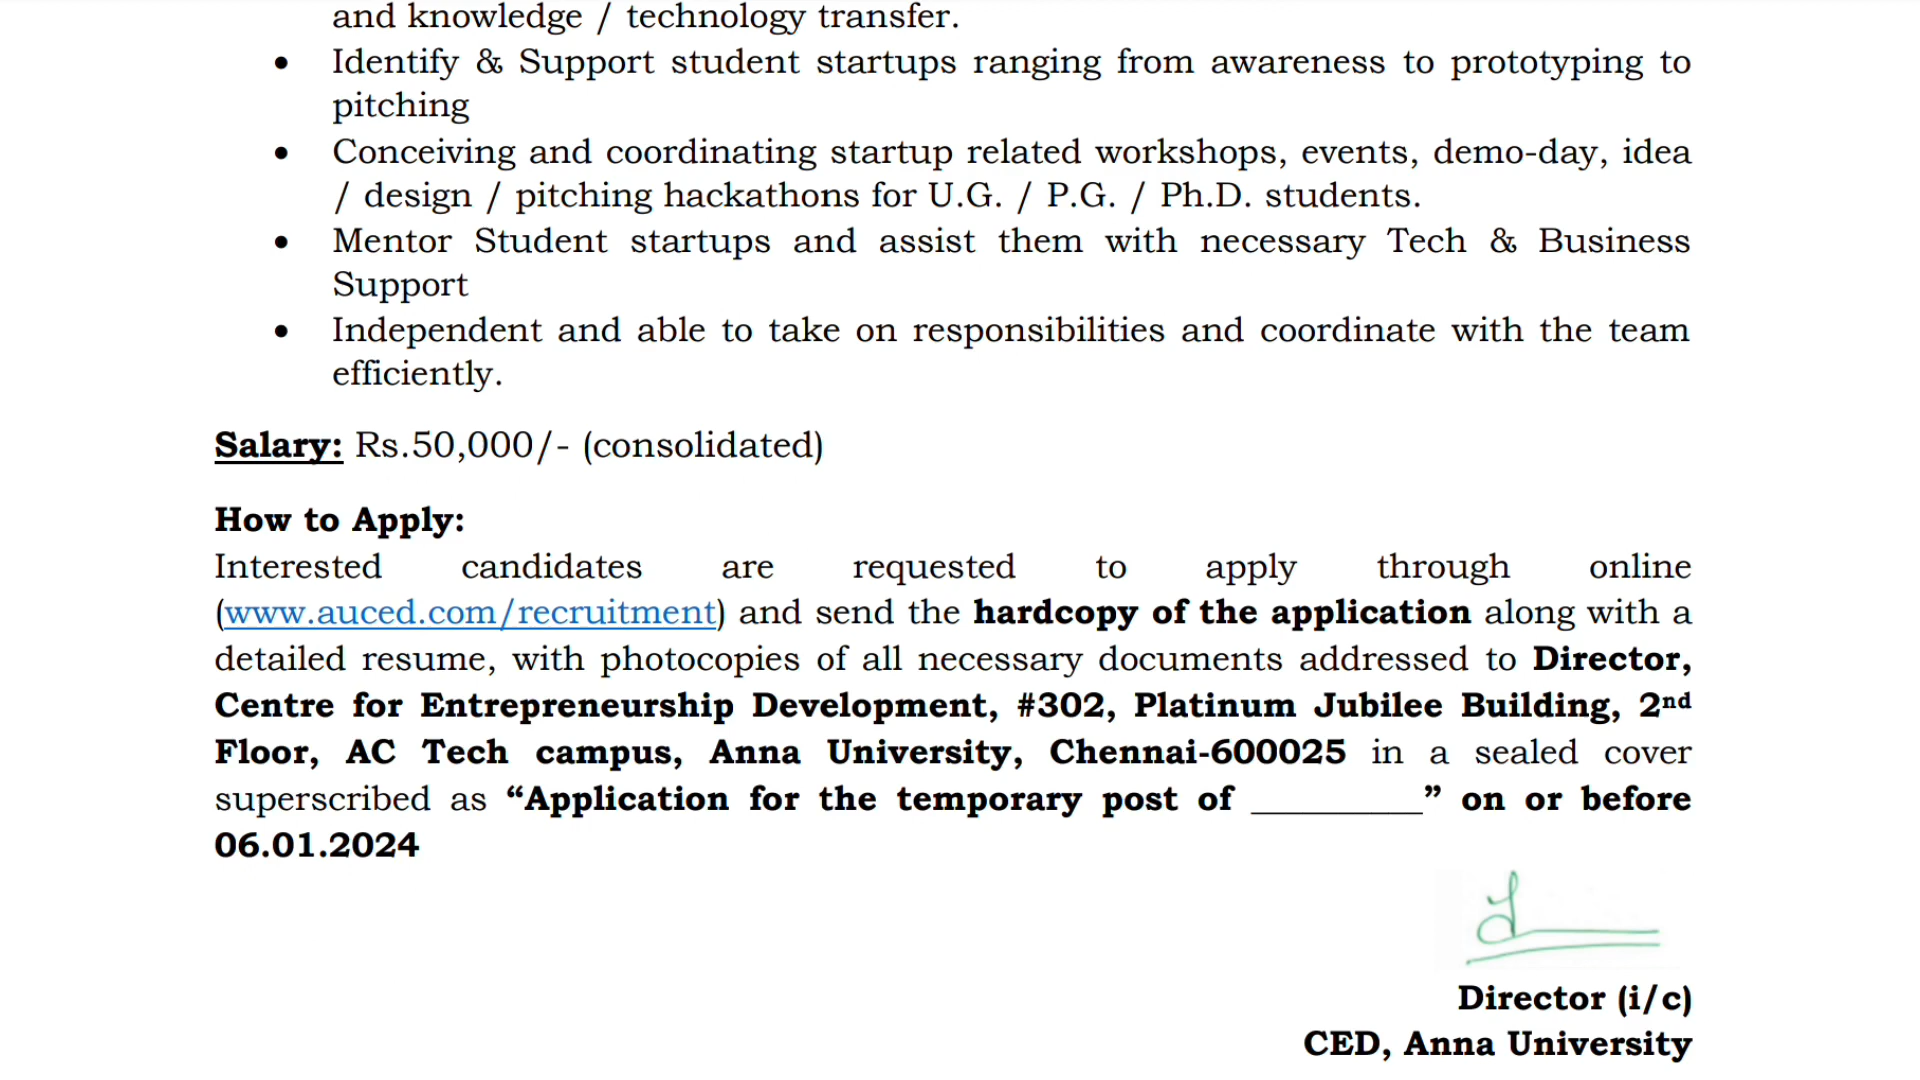 and knowledge / technology transfer.
• Identify & Support student startups ranging from awareness to prototyping to
pitching
• Conceiving and coordinating startup related workshops, events, demo-day, idea
/ design / pitching hackathons for U.G. / P.G. / Ph.D. students.
• Mentor Student startups and assist them with necessary Tech & Business
Support
• Independent and able to take on responsibilities and coordinate with the team
efficiently.
Salary: Rs.50,000/- (consolidated)
How to Apply:
Interested candidates are requested to apply through online
(www.auced.com/recruitment) and send the hardcopy of the application along with a
detailed resume, with photocopies of all necessary documents addressed to Director,
Centre for Entrepreneurship Development, #302, Platinum Jubilee Building, 2nd
Floor, AC Tech campus, Anna University, Chennai-600025 in a sealed cover
superscribed as “Application for the temporary post of __________” on or before
06.01.2024
Director (i/c)
CED, Anna University